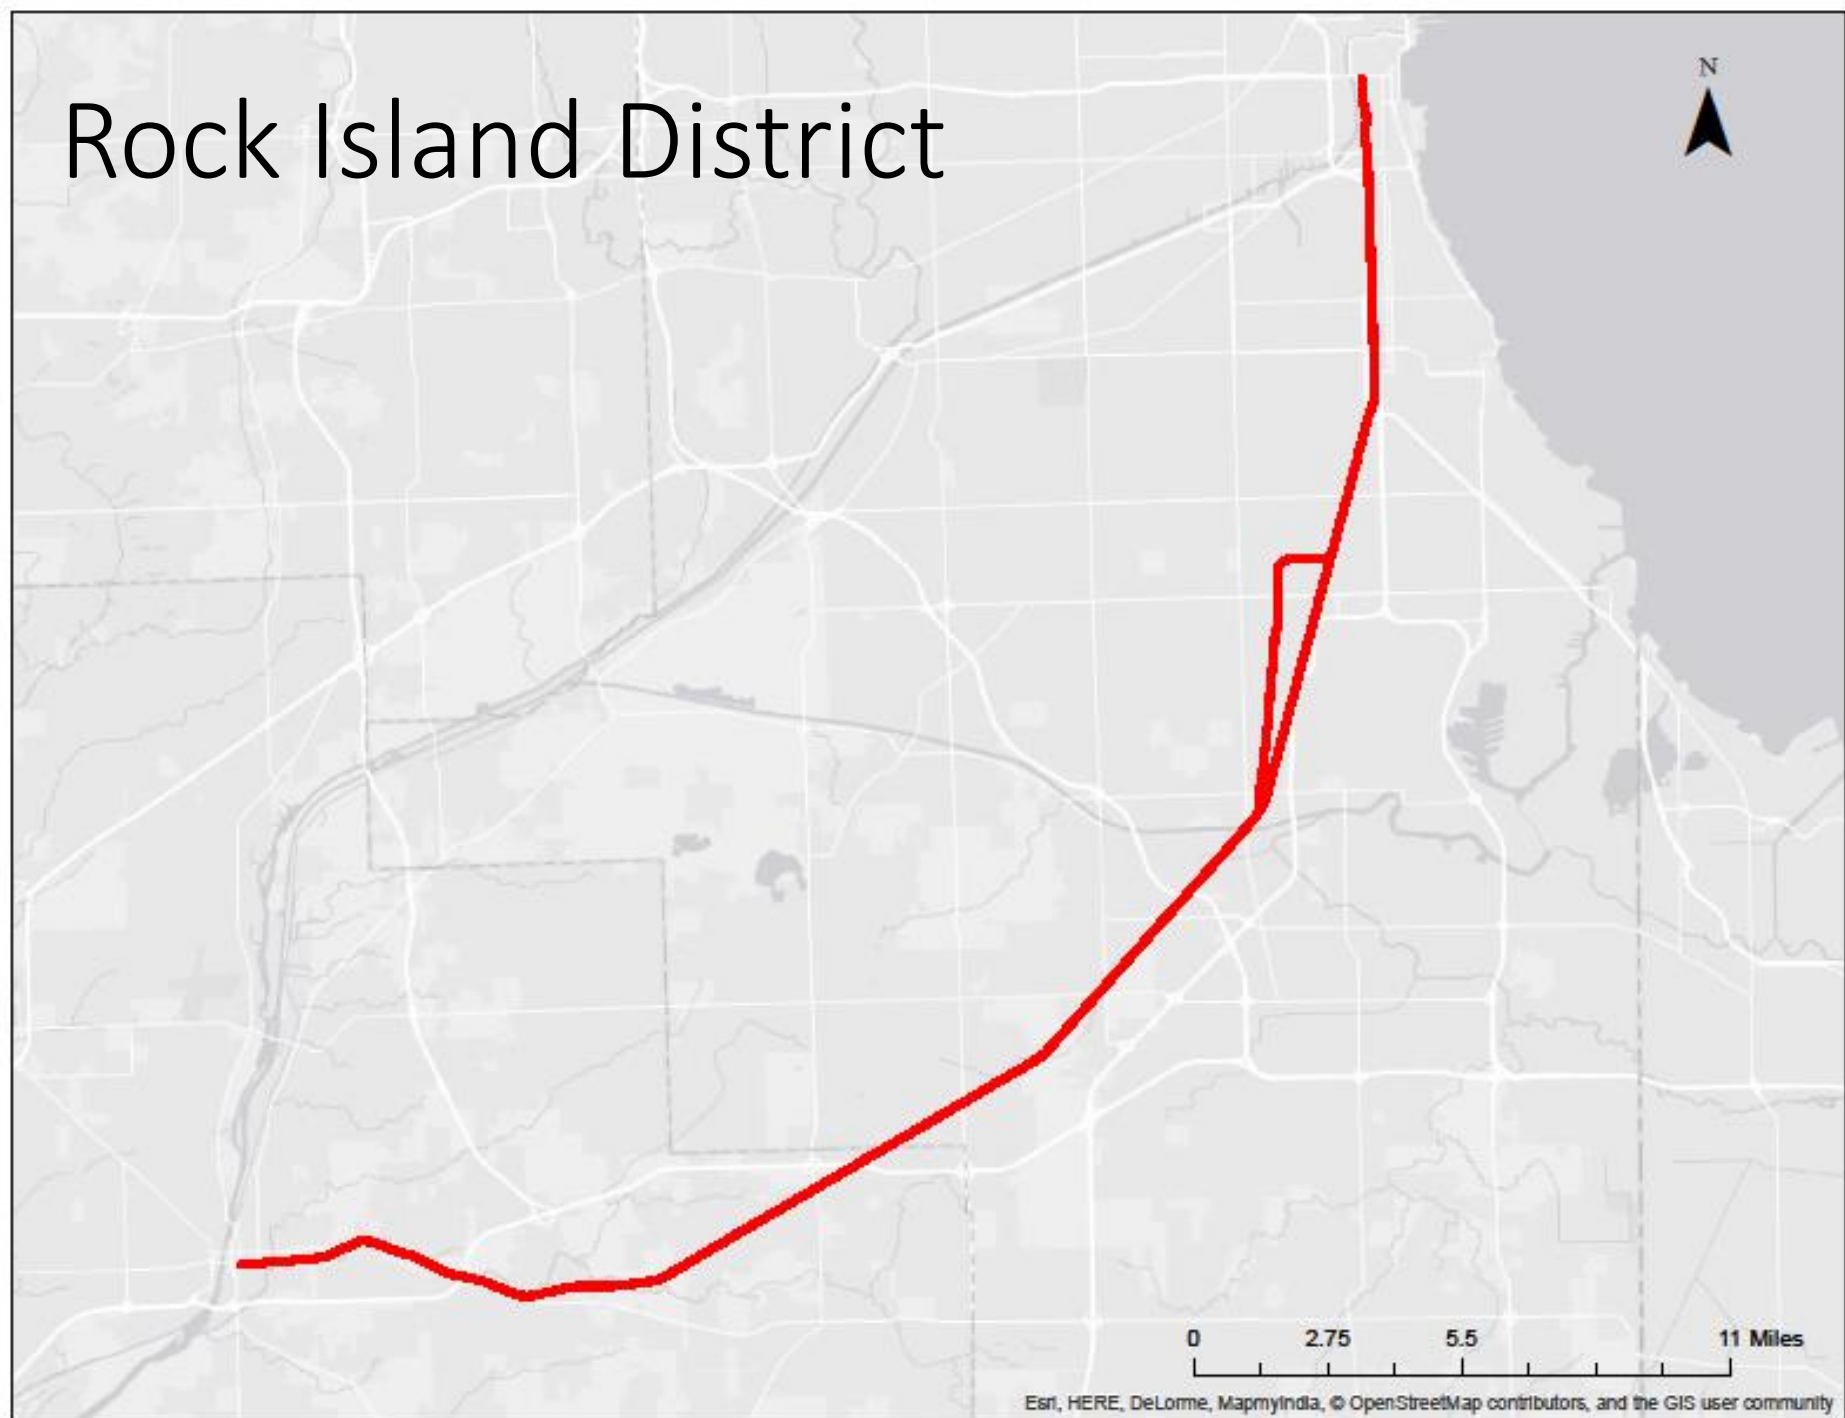 Rock Island District
N
0 2.75 5.5 11 Miles
Esri, HERE, DeLorme, MapmyIndia, © OpenStreetMap contributors, and the GIS user community